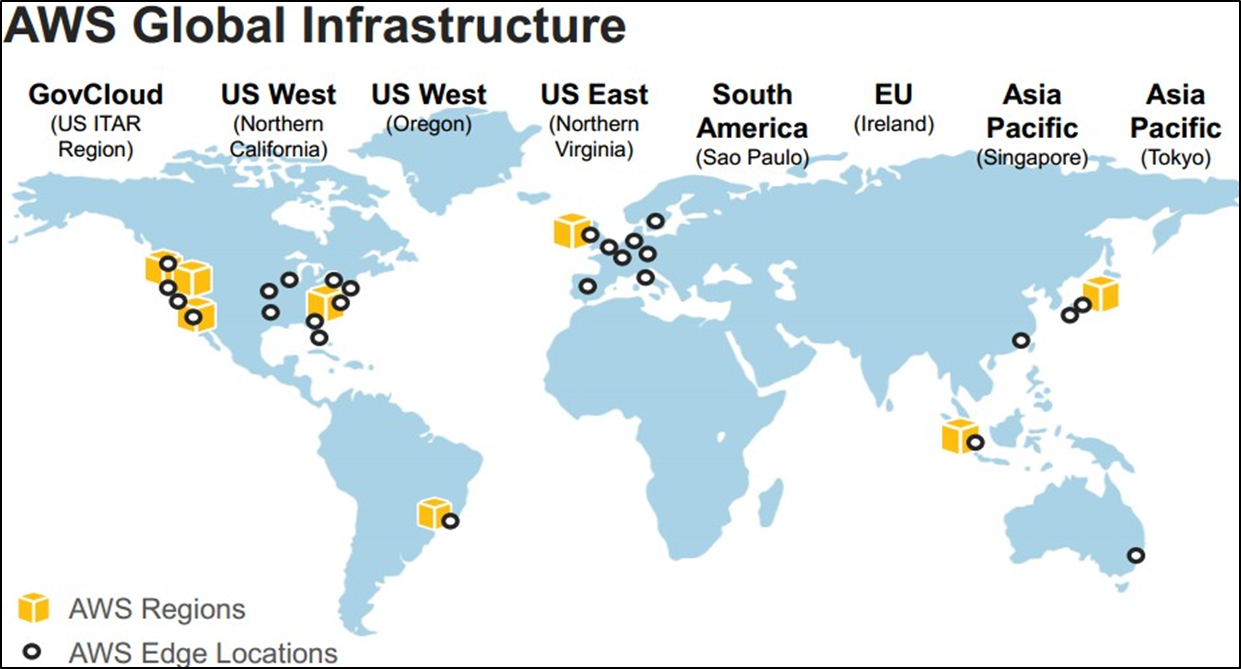 AWS Global Infrastructure
GovCloud
(US ITAR
Region)
US West
(Northern
California)
US West
(Oregon)
US East
(Northern
Virginia)
South
America
(Sao Paulo)
EU
(Ireland)
Asia
Pacific
(Singapore)
Asia
Pacific
(Tokyo)
AWS Regions
AWS Edge Locations